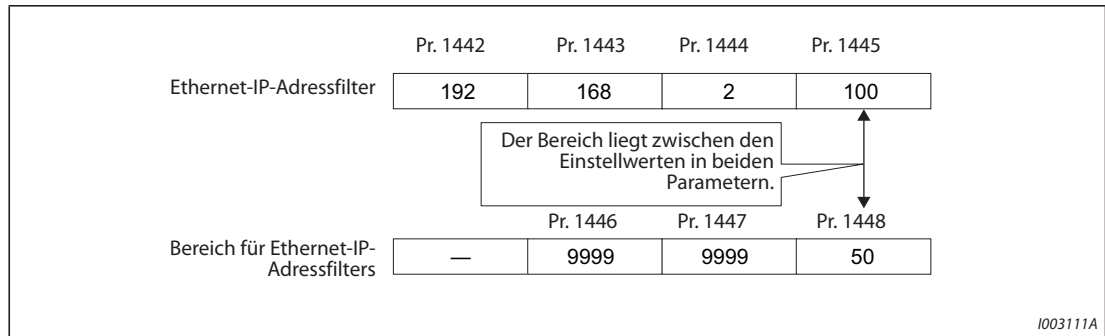 Pr. 1442 Pr. 1443 Pr. 1444 Pr. 1445
Ethernet-IP-Adressfilter 192 168 2 100
Der Bereich liegt zwischen den
Einstellwerten in beiden
Parametern.
Pr. 1446 Pr. 1447 Pr. 1448
Bereich für Ethernet-IP-
Adressfilters — 9999 9999 50
I003111A